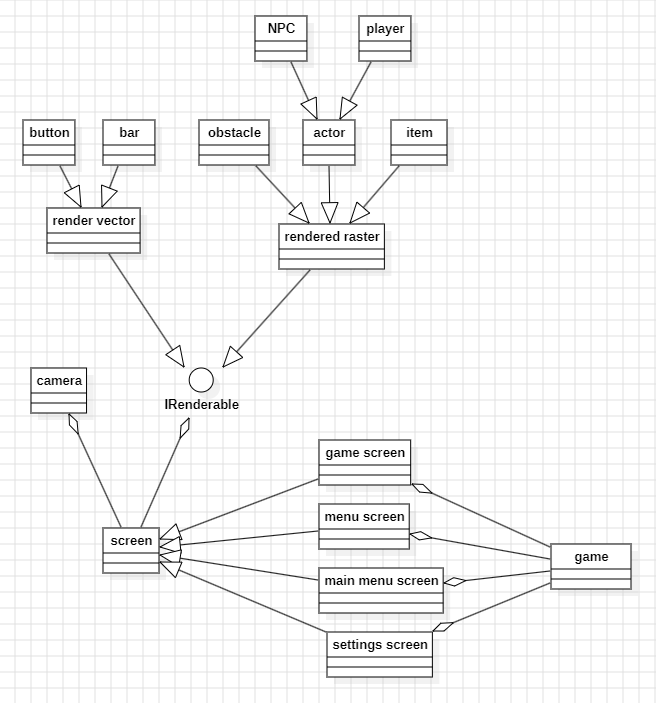 NPC
player
button
bar
obstacle
actor
item
render vector
rendered raster
camera
IRenderable
game screen
menu screen
screen
game
main menu screen
settings screen